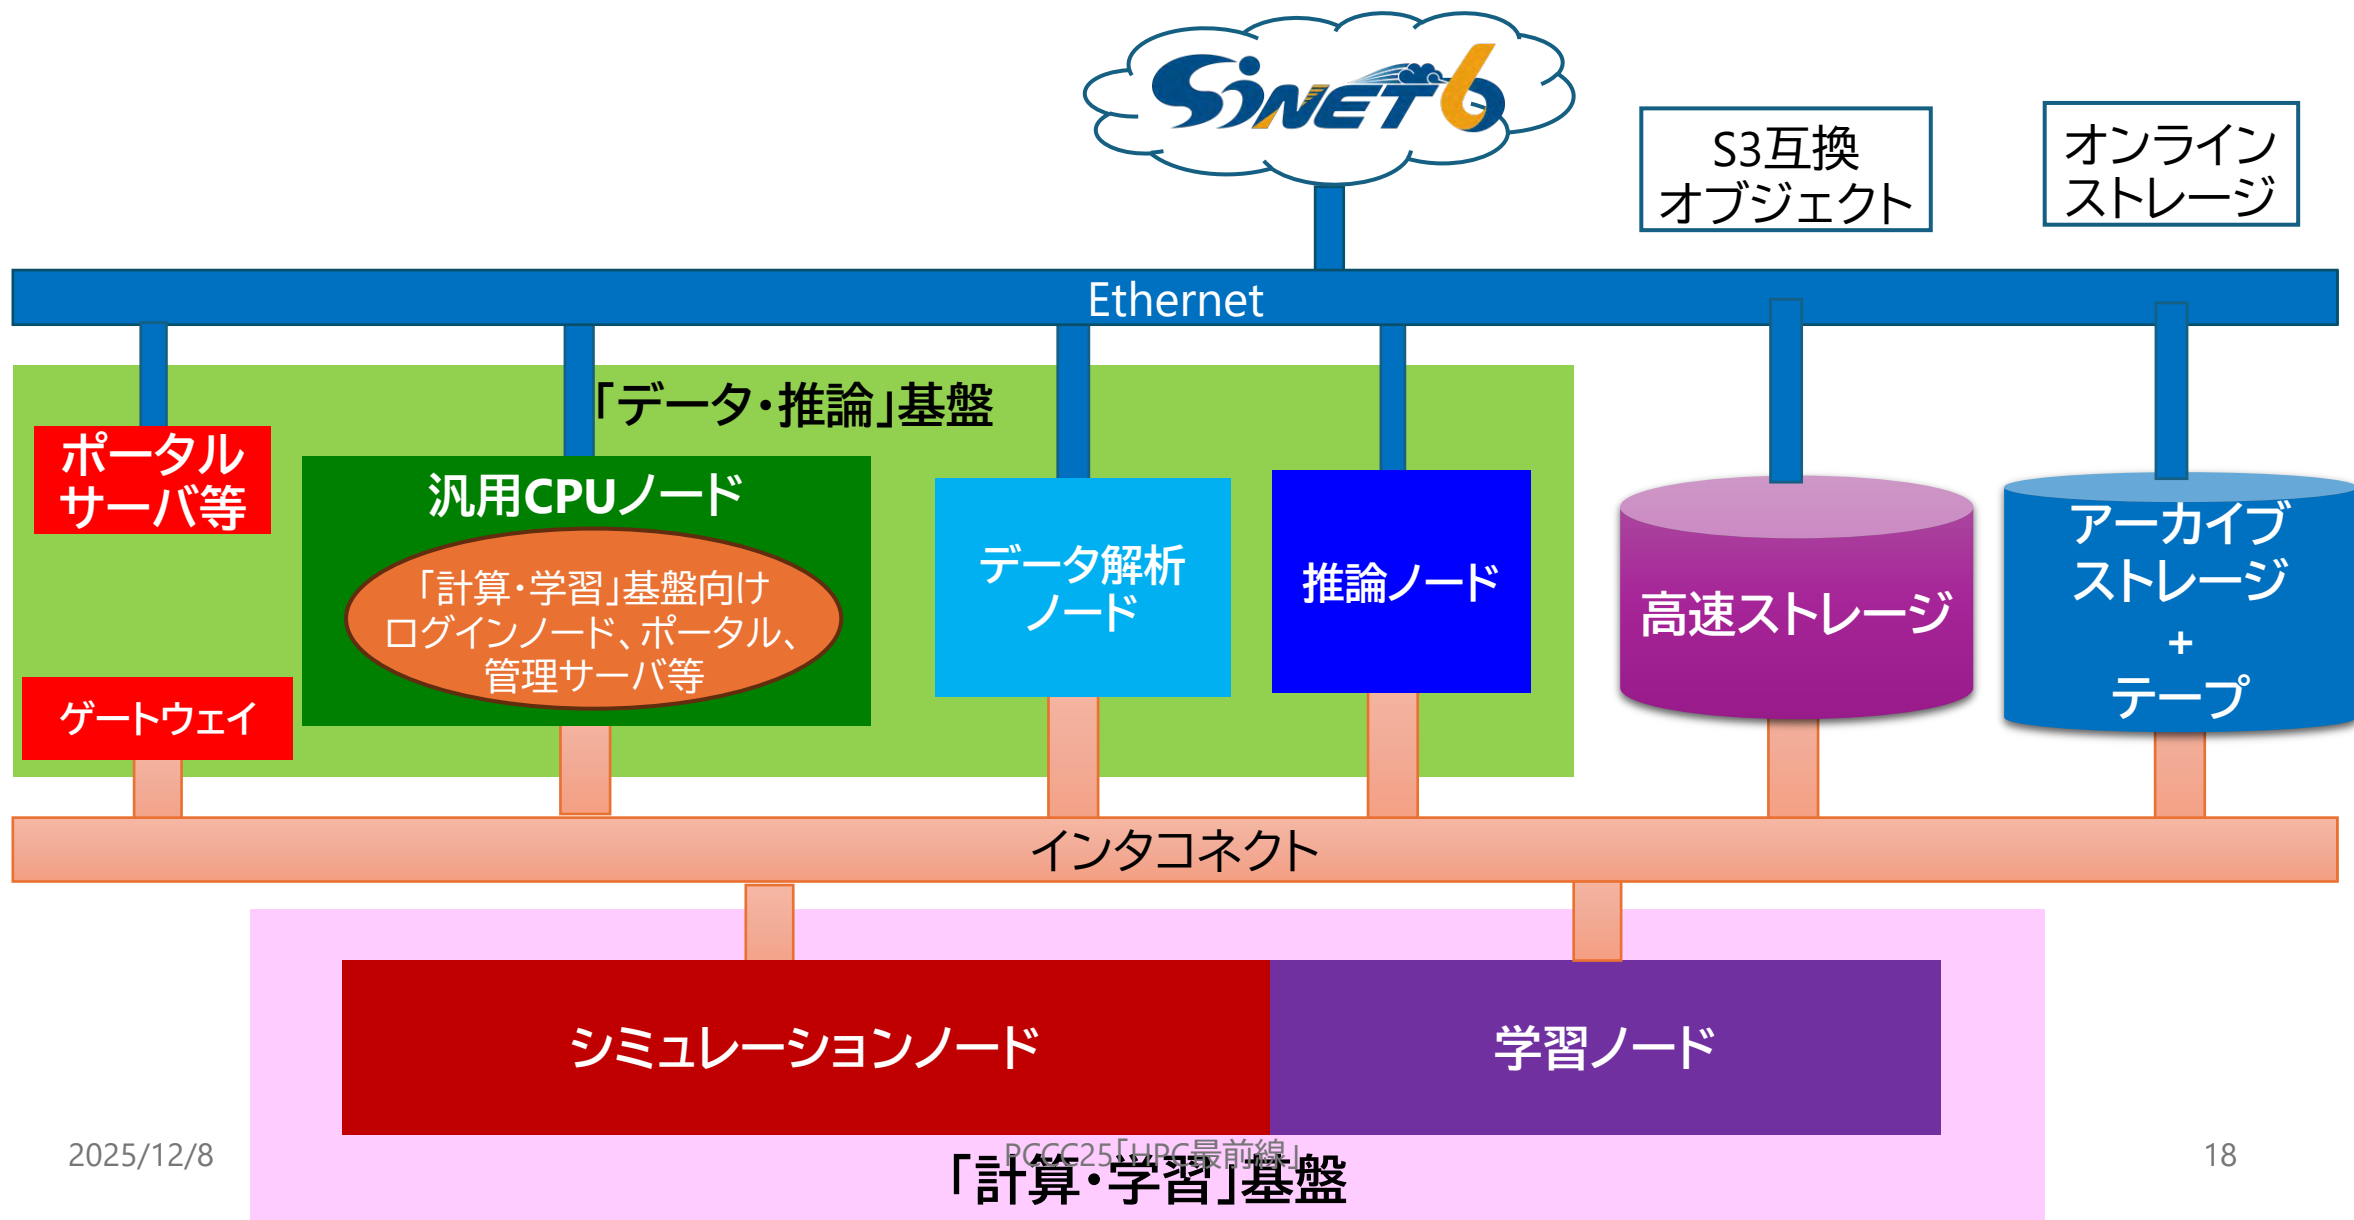 SINET6
S3互換
オブジェクト
オンライン
ストレージ
Ethernet
「データ・推論」基盤
ポータル
サーバ等
汎用CPUノード
「計算・学習」基盤向け
ログインノード、ポータル、
管理サーバ等
データ解析
ノード
推論ノード
高速ストレージ
アーカイブ
ストレージ
+
テープ
ゲートウェイ
インタコネクト
シミュレーションノード
学習ノード
「計算・学習」基盤
2025/12/8
PCCC25「HPC最前線」
18